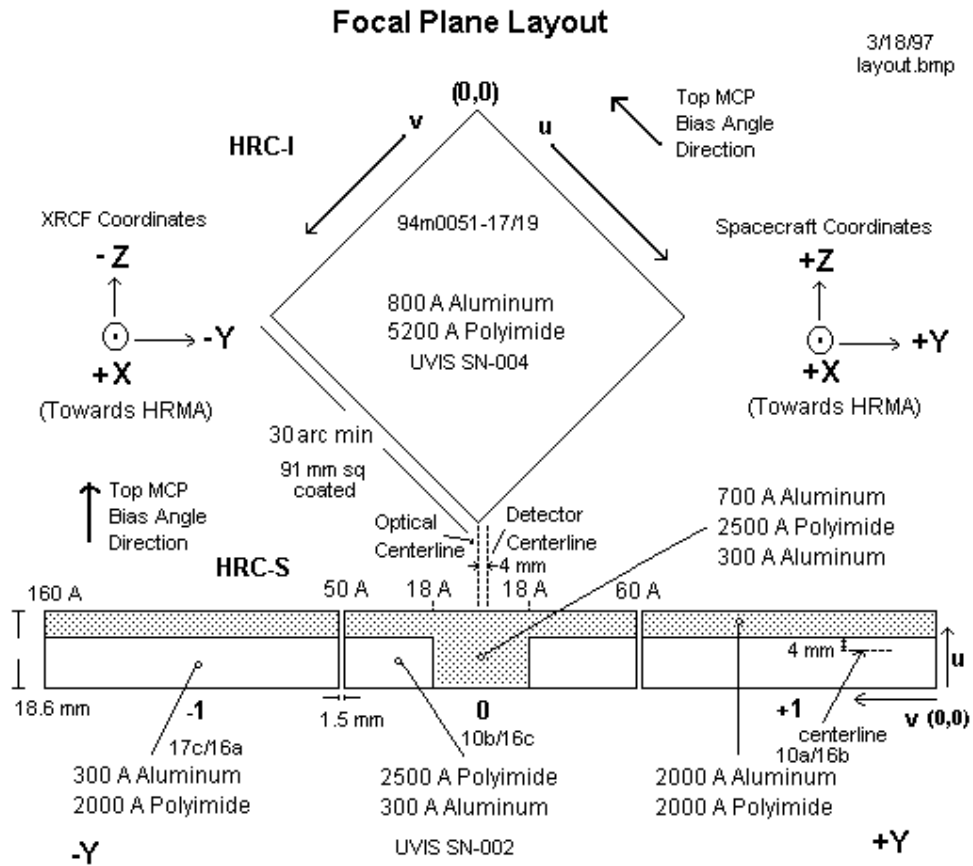 Focal Plane Layout
3/18/97
layout.bmp
(0,0)
v
u
Top MCP
Bias Angle
Direction
HRC-I
XRCF Coordinates
- Z
-Y
+X
(Towards HRMA)
94m0051-17/19
800 A Aluminum
5200 A Polyimide
UVIS SN-004
Spacecraft Coordinates
+Z
+Y
+X
(Towards HRMA)
30 arc min
91 mm sq
coated
Top MCP
Bias Angle
Direction
Optical
Centerline
Detector
Centerline
4 mm
700 A Aluminum
2500 A Polyimide
300 A Aluminum
HRC-S
160 A
50 A
18 A
18 A
60 A
4 mm
u
18.6 mm
-1
1.5 mm
0
+1
v (0,0)
17c/16a
10b/16c
centerline
10a/16b
300 A Aluminum
2000 A Polyimide
2500 A Polyimide
300 A Aluminum
2000 A Aluminum
2000 A Polyimide
-Y
UVIS SN-002
+Y